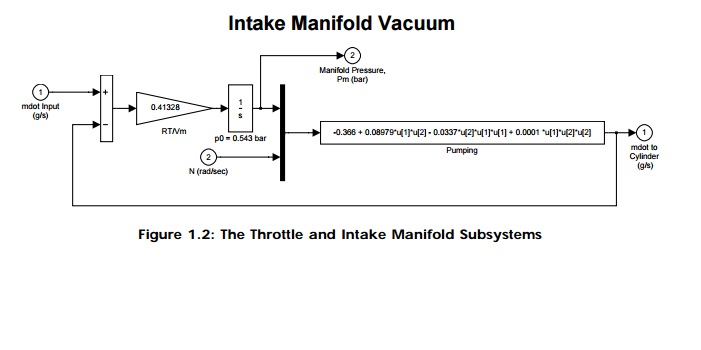 Intake Manifold Vacuum
2
Manifold Pressure,
Pm (bar)
1
mdot Input
(g/s)
+
−
0.41328
RT/Vm
1
s
p0 = 0.543 bar
2
N (rad/sec)
-0.366 + 0.08979*u[1]*u[2] - 0.0337*u[2]*u[1]*u[1] + 0.0001 *u[1]*u[2]*u[2]
Pumping
1
mdot to
Cylinder
(g/s)
Figure 1.2: The Throttle and Intake Manifold Subsystems